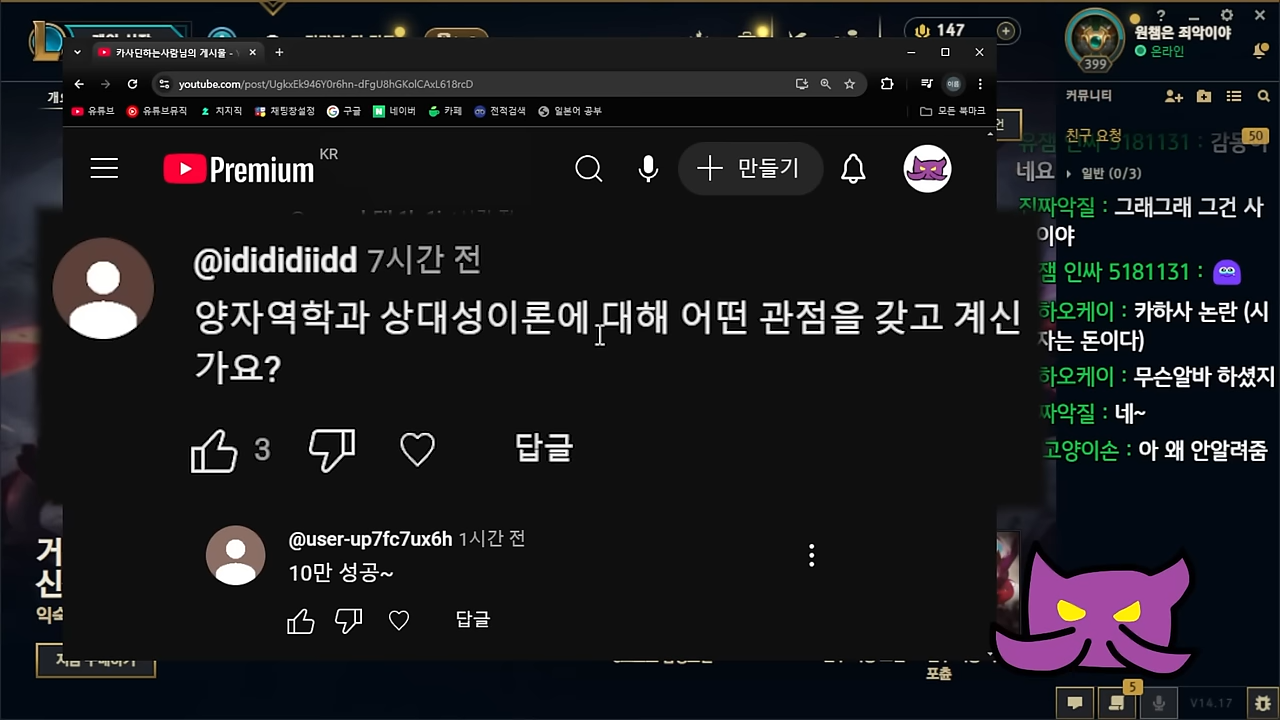 147
원챔은 죄악이야
온라인
399
카사딘하는사람님의 게시물 -
youtube.com/post/UgkxEk946Y0r6hn-dFgU8hGKolCAxL618rcD
유튜브
유튜브뮤직
치지직
채팅창설정
구글
네이버
카페
전적검색
일본어 공부
모든 북마크
커뮤니티
친구 요청
50
일반 (0/3)
Premium KR
만들기
@idididiidd 7시간 전
양자역학과 상대성이론에 대해 어떤 관점을 갖고 계신
가요?
3
답글
@user-up7fc7ux6h 1시간 전
10만 성공~
답글
5181131 :
네요
진짜악질 : 그래그래 그건 사
이야
잼 인싸 5181131 :
하오케이 : 카하사 논란 (시
자는 돈이다)
하오케이 : 무슨알바 하셨지
짜악질 : 네~
고양이손 : 아 왜 안알려줌
포츈
5
V14.17